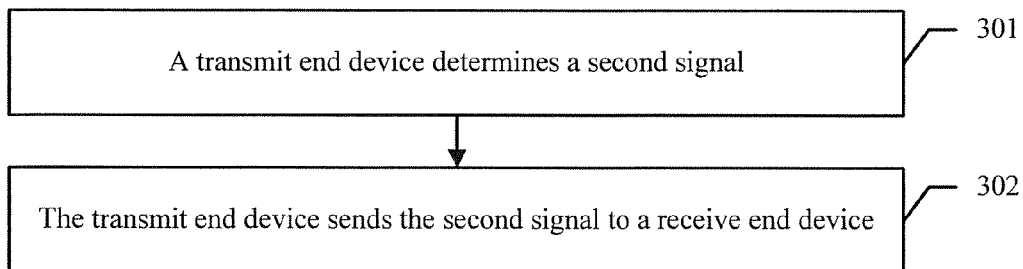 301
A transmit end device determines a second signal
302
The transmit end device sends the second signal to a receive end device